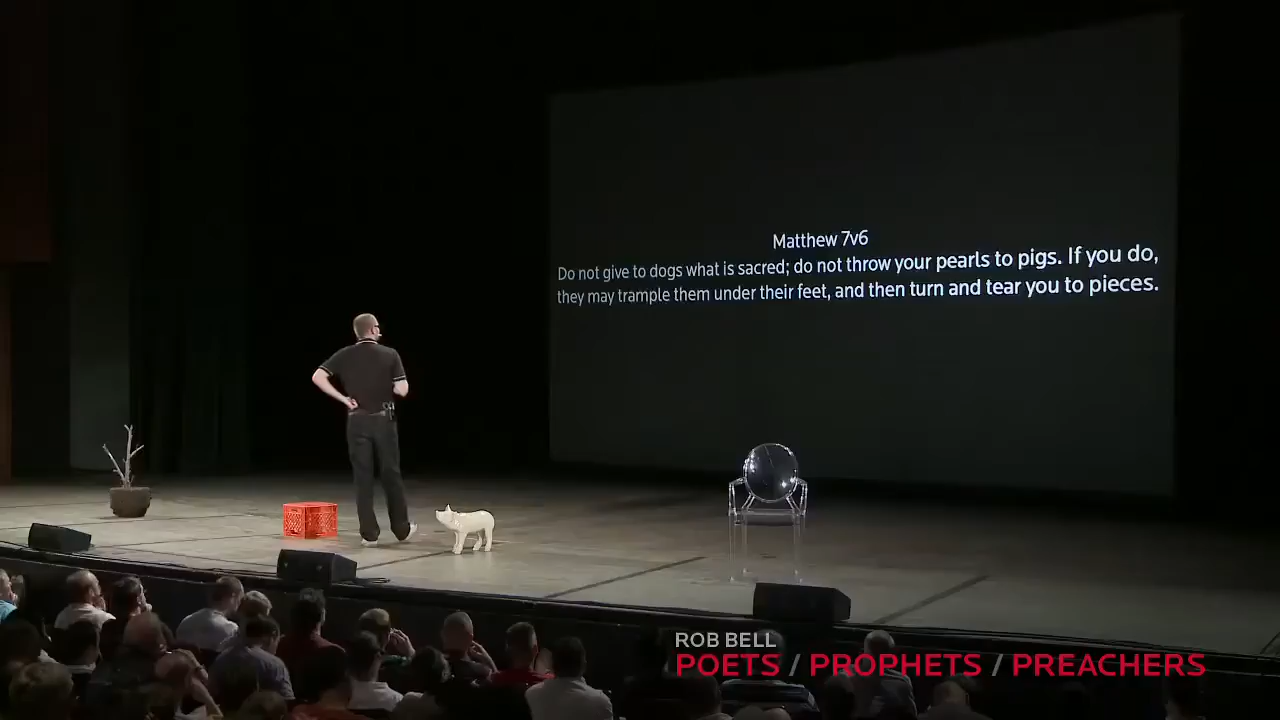 Matthew 7v6
Do not give to dogs what is sacred; do not throw your pearls to pigs. If you do,
they may trample them under their feet, and then turn and tear you to pieces.
ROB BELL
POETS / PROPHETS / PREACHERS